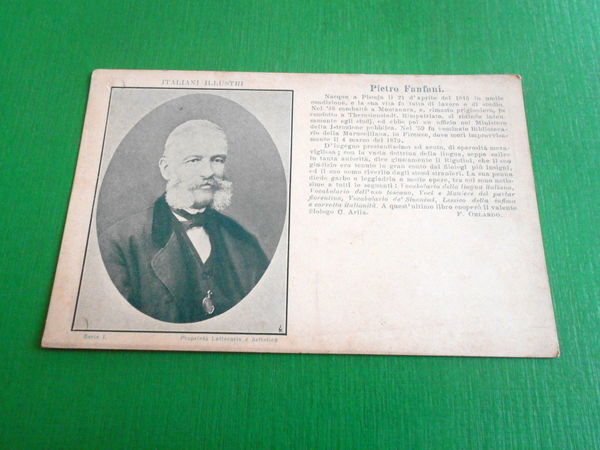 ITALIANI ILLUSTRI
Serie I.
Proprietà Letteraria e Artistica
Pietro Fanfani.
Nacque a Pistoja li 21 d'aprile del 1815 in umile
condizione, e la sua vita fu tutta di lavoro e di studio.
Nel '48 combattè a Montanara, e, rimasto prigioniero, fu
condotto a Theresienstadt. Rimpatriato, si ridiede inten-
samente agli studj, ed ebbe poi un uffizio nel Ministero
della Istruzione pubblica. Nel '59 fu nominato Bibliotecario
della Marucelliana, in Firenze, dove morì improvvisa-
mente il 4 marzo del 1879.
D'ingegno prestantissimo ed acuto, di operosità mera-
vigliosa; con la vasta dottrina della lingua, seppe salire
in tanta autorità, dice giustamente il Rigutini, che il suo
giudizio era tenuto in gran conto dai filologi più insigni,
ed il suo nome riverito dagli stessi stranieri. La sua penna
diede garbo e leggiadria a molte opere, tra cui sono notis-
sime a tutti le seguenti: Vocabolario della lingua italiana,
Vocabolario dell'uso toscano, Voci e Maniere del parlar
fiorentino, Vocabolario de' Sinonimi, Lessico della infima
e corrotta italianità. A quest'ultimo libro cooperò il valente
filologo C. Arlìa. F. ORLANDO.